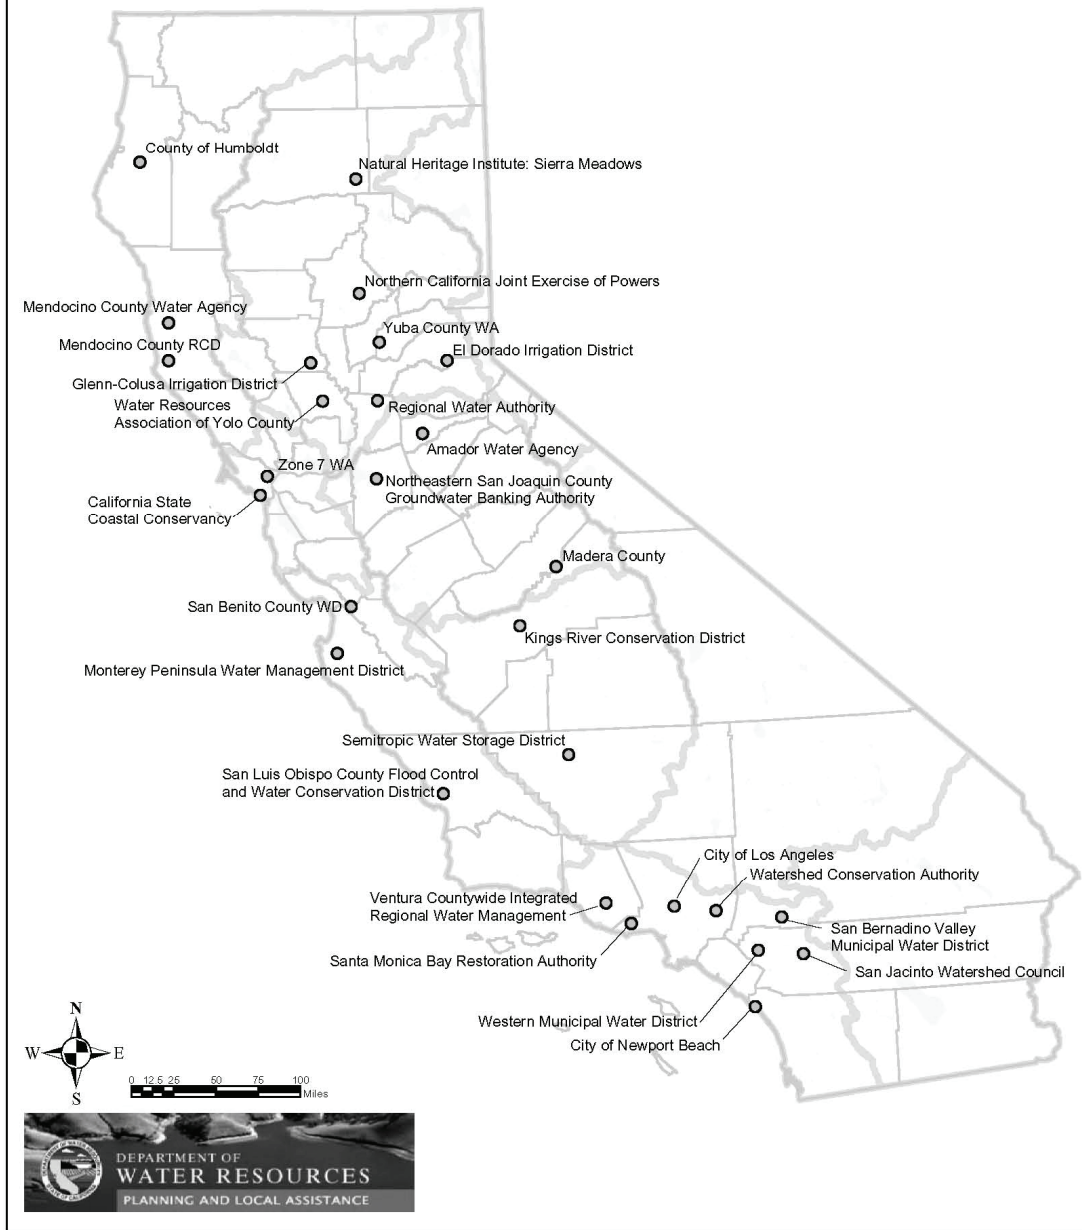 County of Humboldt
Natural Heritage Institute: Sierra Meadows
Northern California Joint Exercise of Powers
Mendocino County Water Agency
Yuba County WA
Mendocino County RCD
El Dorado Irrigation District
Glenn-Colusa Irrigation District
Water Resources
Association of Yolo County
Regional Water Authority
Amador Water Agency
Zone 7 WA
Northeastern San Joaquin County
Groundwater Banking Authority
California State
Coastal Conservancy
Madera County
San Benito County WD
Kings River Conservation District
Monterey Peninsula Water Management District
Semitropic Water Storage District
San Luis Obispo County Flood Control
and Water Conservation District
City of Los Angeles
Watershed Conservation Authority
Ventura Countywide Integrated
Regional Water Management
San Bernadino Valley
Municipal Water District
Santa Monica Bay Restoration Authority
San Jacinto Watershed Council
Western Municipal Water District
City of Newport Beach
N
W E
S
0 12.5 25 50 75 100
Miles
DEPARTMENT OF
WATER RESOURCES
PLANNING AND LOCAL ASSISTANCE